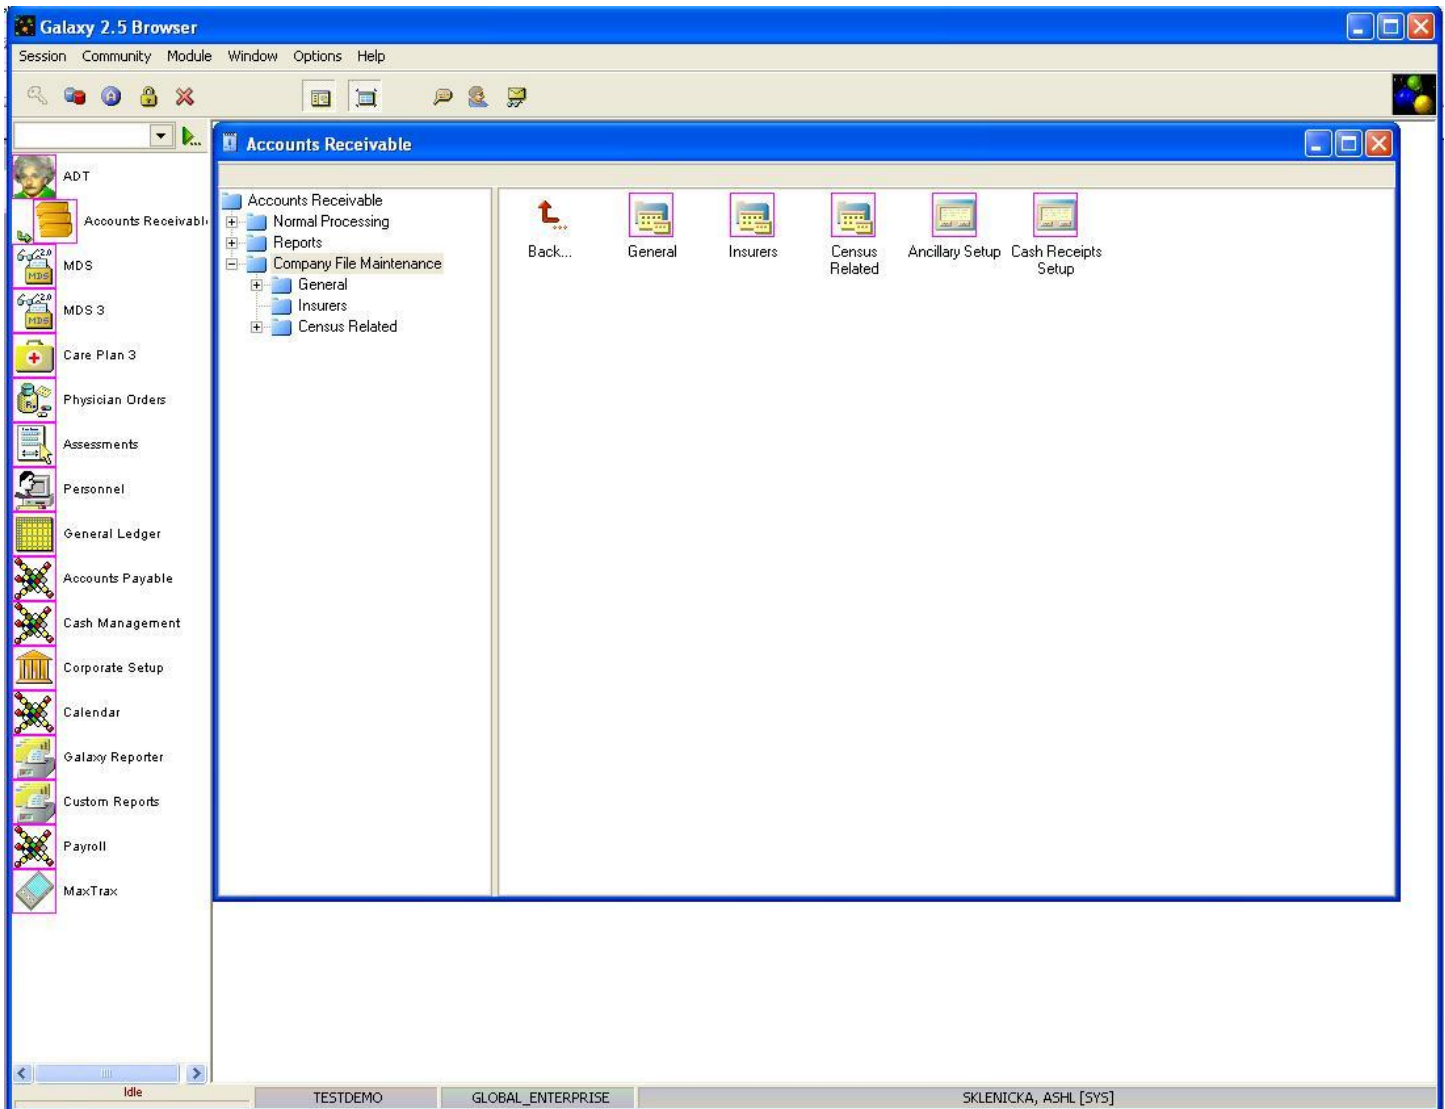 Galaxy 2.5 Browser
Session Community Module Window Options Help
Accounts Receivable
ADT
Accounts Receivabl
MDS
MDS 3
Care Plan 3
Physician Orders
Assessments
Personnel
General Ledger
Accounts Payable
Cash Management
Corporate Setup
Calendar
Galaxy Reporter
Custom Reports
Payroll
MaxTrax
Accounts Receivable
Normal Processing
Reports
Company File Maintenance
General
Insurers
Census Related
Back...
General
Insurers
Census
Related
Ancillary Setup
Cash Receipts
Setup
Idle
TESTDEMO
GLOBAL_ENTERPRISE
SKLENICKA, ASHL [SYS]